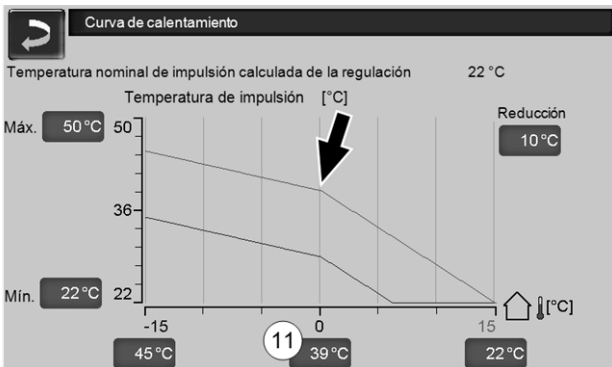 Curva de calentamiento
Temperatura nominal de impulsión calculada de la regulación 22 °C
Temperatura de impulsión [°C]
Reducción
Máx. 50 °C 50
10 °C
36
Mín. 22 °C 22
[°C]
-15 0 15
45 °C 11 39 °C 22 °C